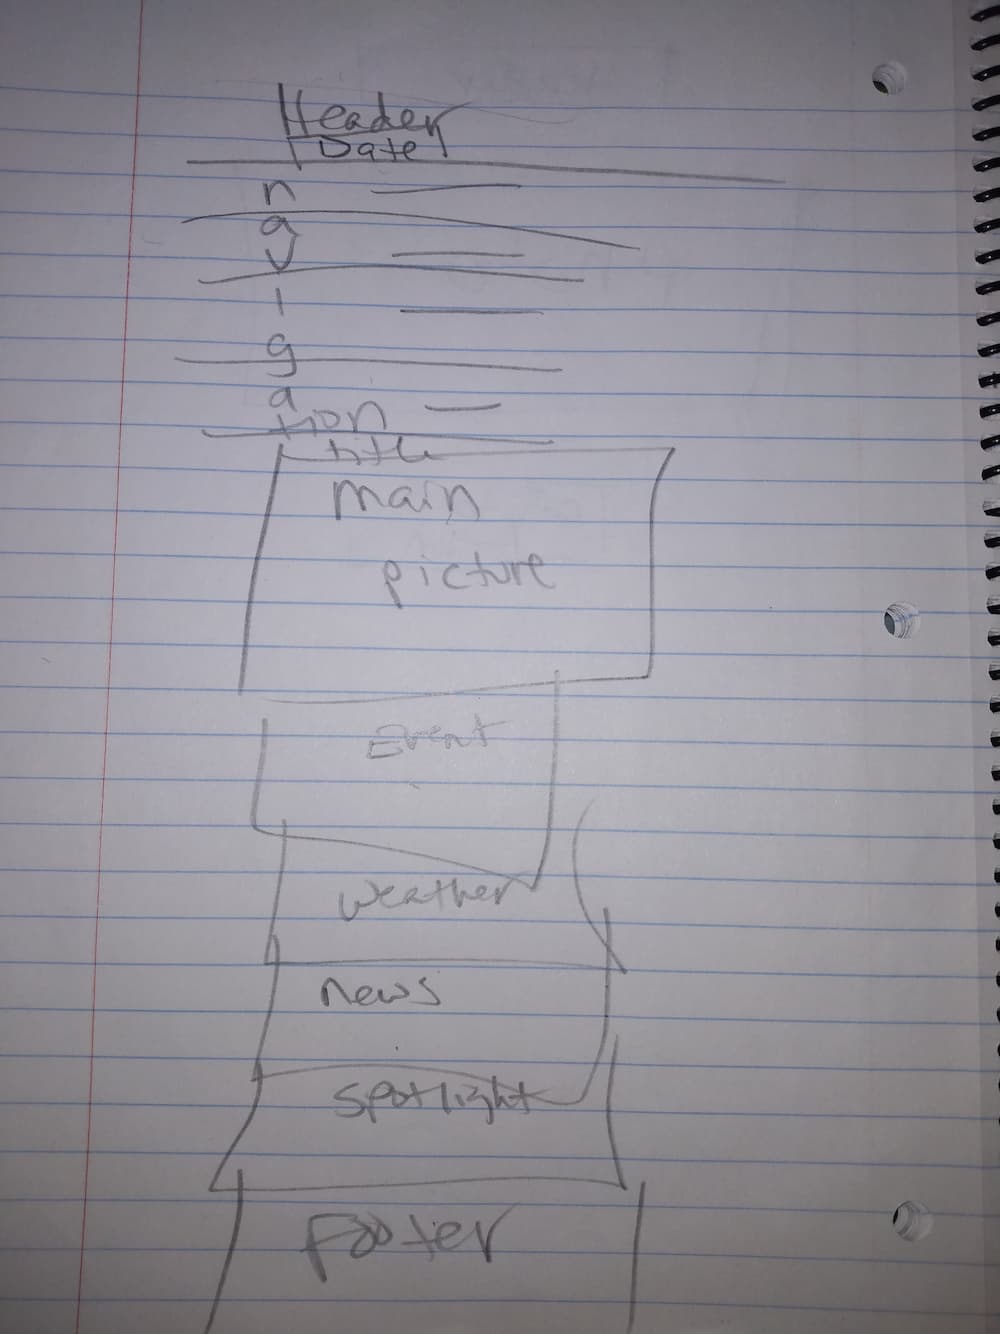 Header
Date
n
a
v
i
g
a
tion
title
main
picture
Event
weather
news
spotlight
Footer